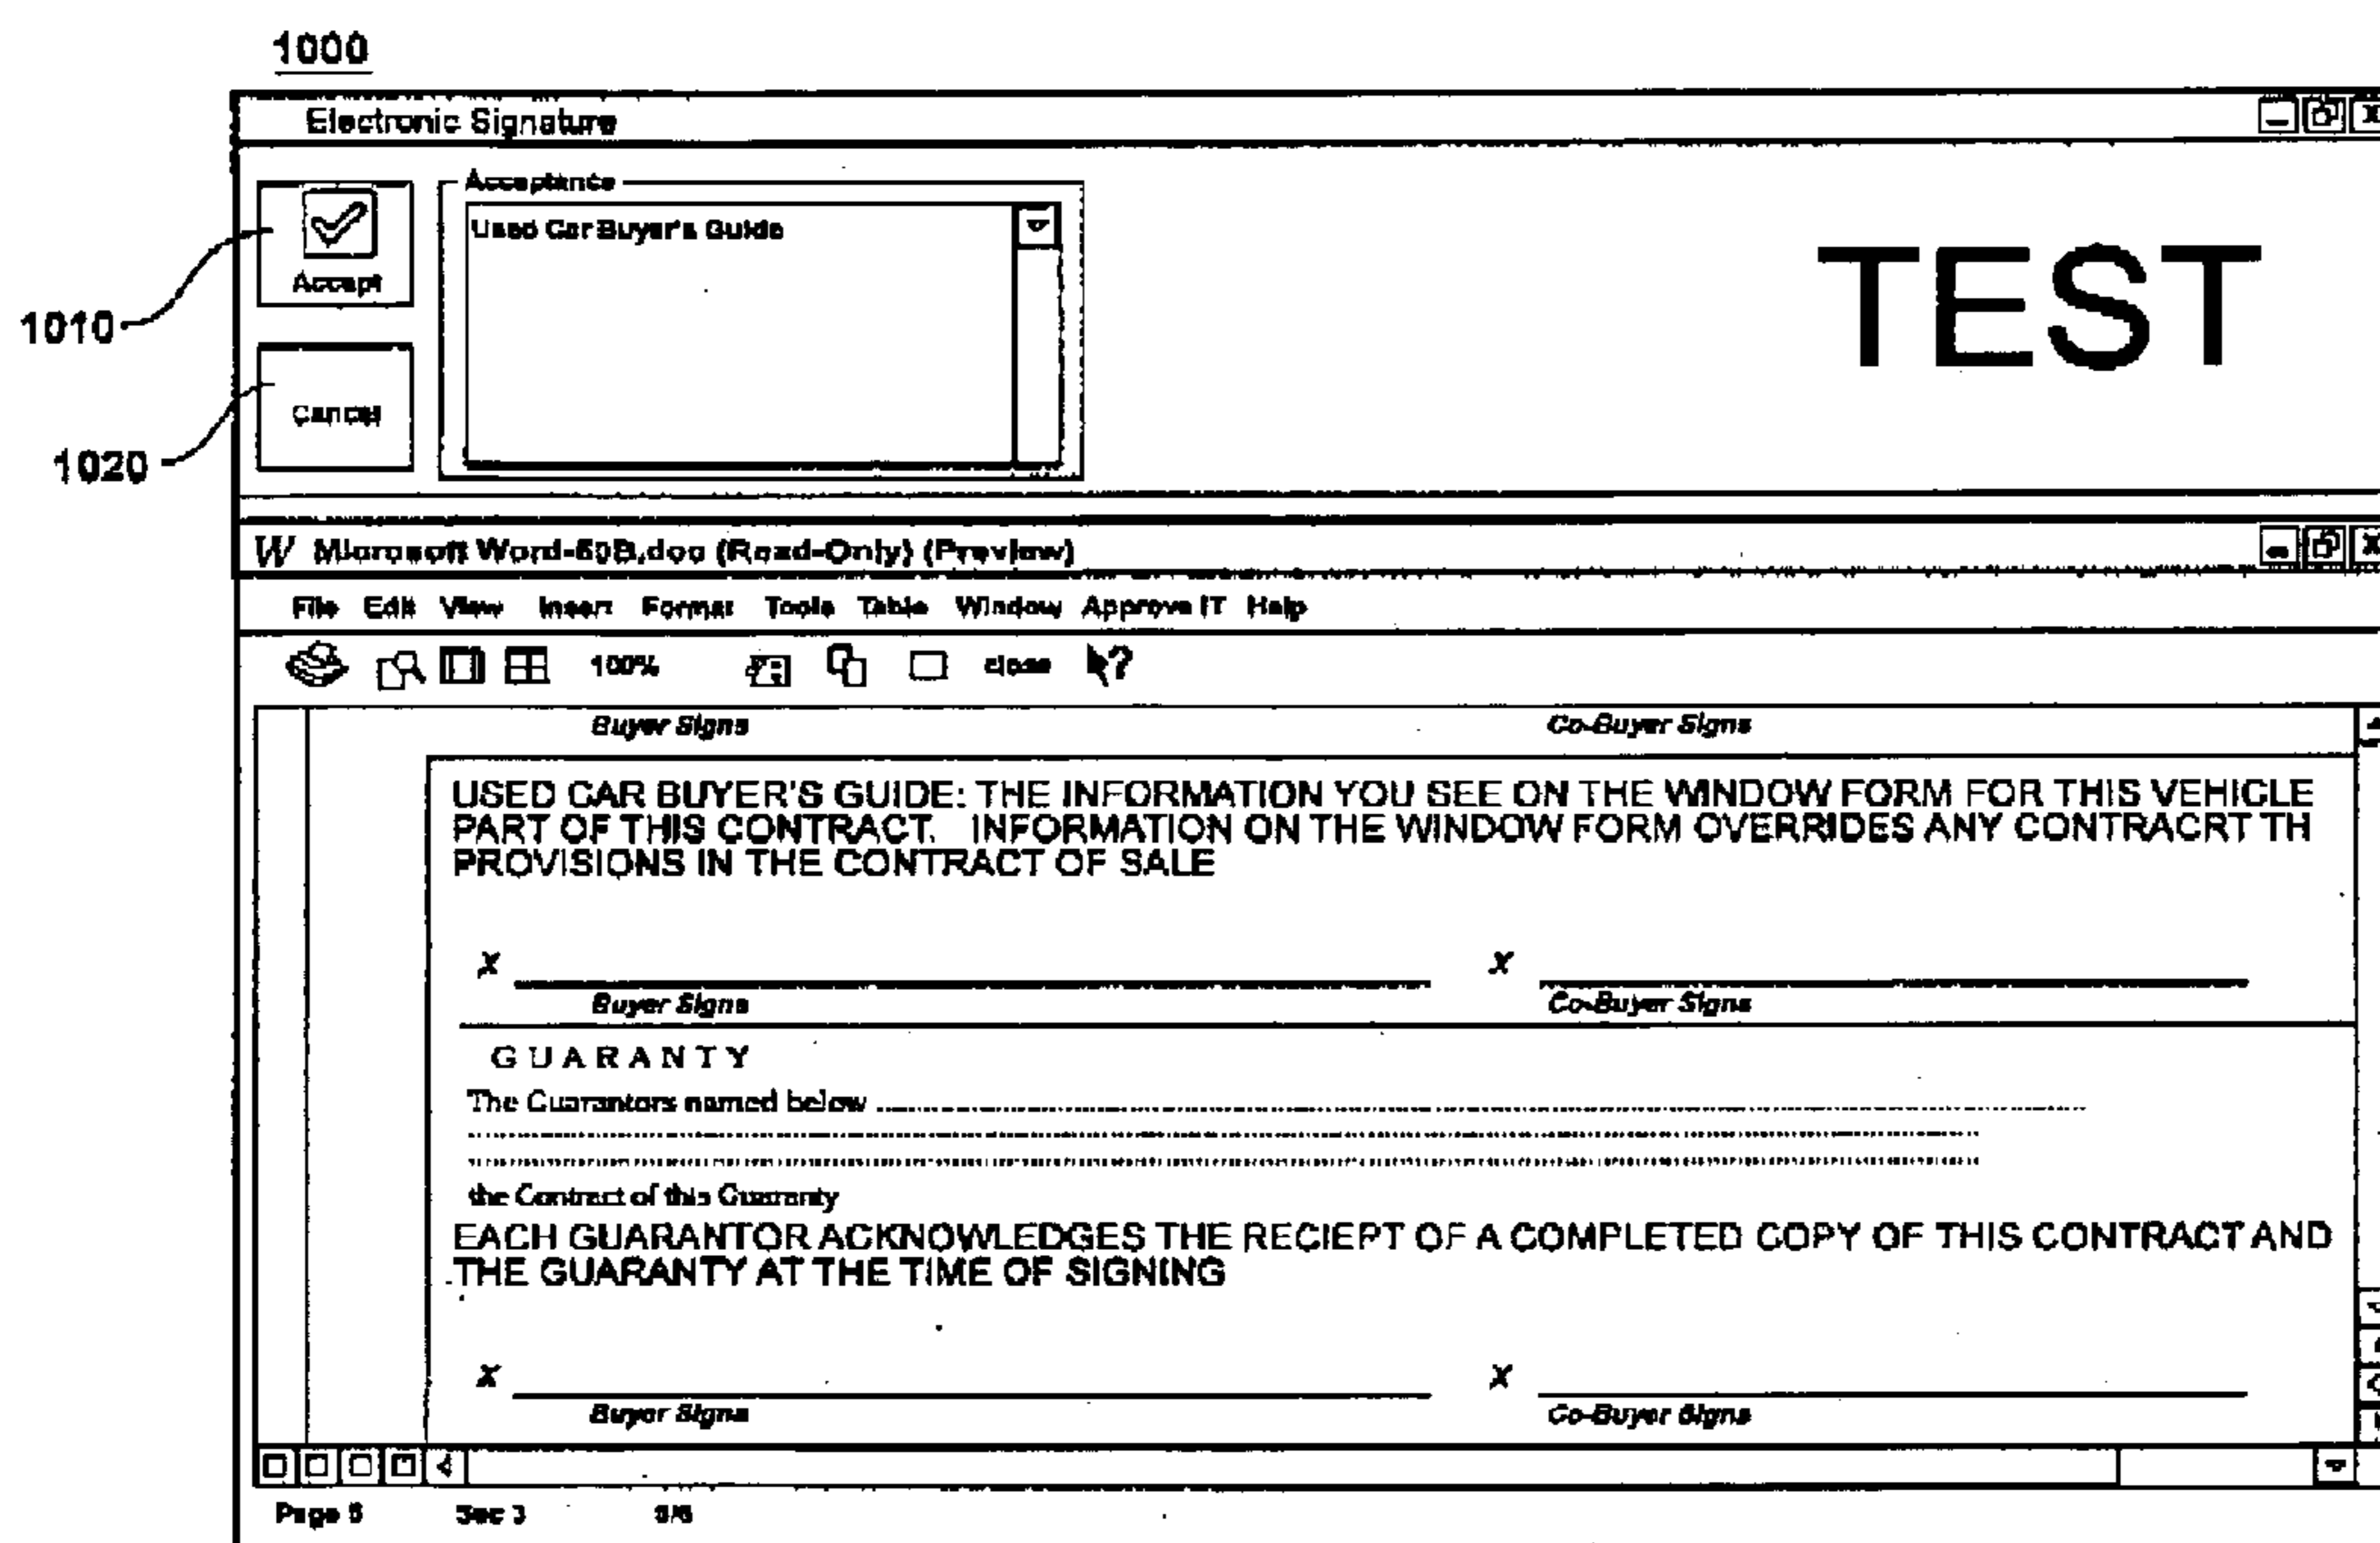 1000
Electronic Signature
Acceptance
Accept
Used Car Buyer's Guide
TEST
1010
Cancel
1020
W Microsoft Word-                (Read-Only) (Preview)
File Edit View Insert Format Tools Table Window Approve IT Help
100% close ?
Buyer Signs Co-Buyer Signs
USED CAR BUYER'S GUIDE: THE INFORMATION YOU SEE ON THE WINDOW FORM FOR THIS VEHICLE
PART OF THIS CONTRACT. INFORMATION ON THE WINDOW FORM OVERRIDES ANY CONTRACRT TH
PROVISIONS IN THE CONTRACT OF SALE
X X
Buyer Signs Co-Buyer Signs
GUARANTY
The Guarantors named below
the Contract of this Guaranty
EACH GUARANTOR ACKNOWLEDGES THE RECIEPT OF A COMPLETED COPY OF THIS CONTRACT AND
THE GUARANTY AT THE TIME OF SIGNING
X X
Buyer Signs Co-Buyer Signs
Page Sec 3